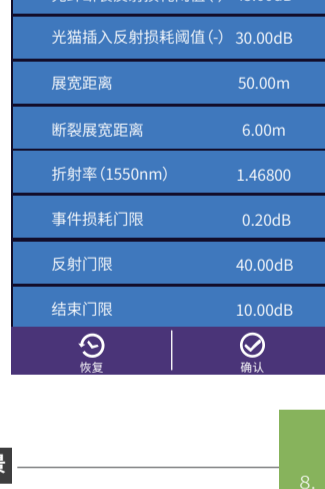 光猫插入反射损耗阈值(-) 30.00dB
展宽距离 50.00m
断裂展宽距离 6.00m
折射率(1550nm) 1.46800
事件损耗门限 0.20dB
反射门限 40.00dB
结束门限 10.00dB
恢复 确认
8.